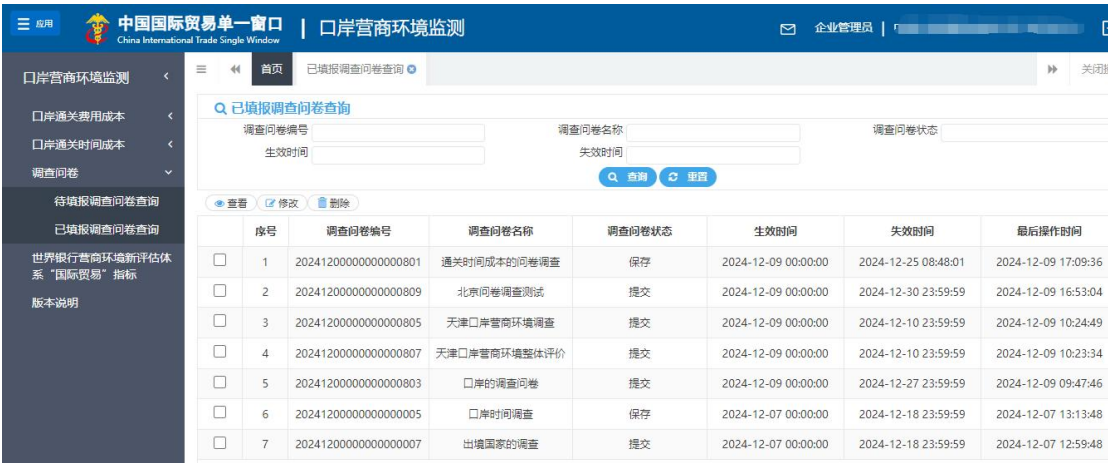 应用
中国国际贸易单一窗口 | 口岸营商环境监测
China International Trade Single Window
企业管理员 |
口岸营商环境监测
首页
已填报调查问卷查询
口岸通关费用成本
口岸通关时间成本
调查问卷
待填报调查问卷查询
已填报调查问卷查询
世界银行营商环境新评估体
系“国际贸易”指标
版本说明
已填报调查问卷查询
调查问卷编号 调查问卷名称 调查问卷状态
生效时间 失效时间
查询 重置
查看 修改 删除
序号 调查问卷编号 调查问卷名称 调查问卷状态 生效时间 失效时间 最后操作时间
1 20241200000000000801 通关时间成本的问卷调查 保存 2024-12-09 00:00:00 2024-12-25 08:48:01 2024-12-09 17:09:36
2 20241200000000000809 北京问卷调查测试 提交 2024-12-09 00:00:00 2024-12-30 23:59:59 2024-12-09 16:53:04
3 20241200000000000805 天津口岸营商环境调查 提交 2024-12-09 00:00:00 2024-12-10 23:59:59 2024-12-09 10:24:49
4 20241200000000000807 天津口岸营商环境整体评价 提交 2024-12-09 00:00:00 2024-12-10 23:59:59 2024-12-09 10:23:34
5 20241200000000000803 口岸的调查问卷 提交 2024-12-09 00:00:00 2024-12-27 23:59:59 2024-12-09 09:47:46
6 20241200000000000005 口岸时间调查 保存 2024-12-07 00:00:00 2024-12-18 23:59:59 2024-12-07 13:13:48
7 20241200000000000007 出境国家的调查 提交 2024-12-07 00:00:00 2024-12-18 23:59:59 2024-12-07 12:59:48